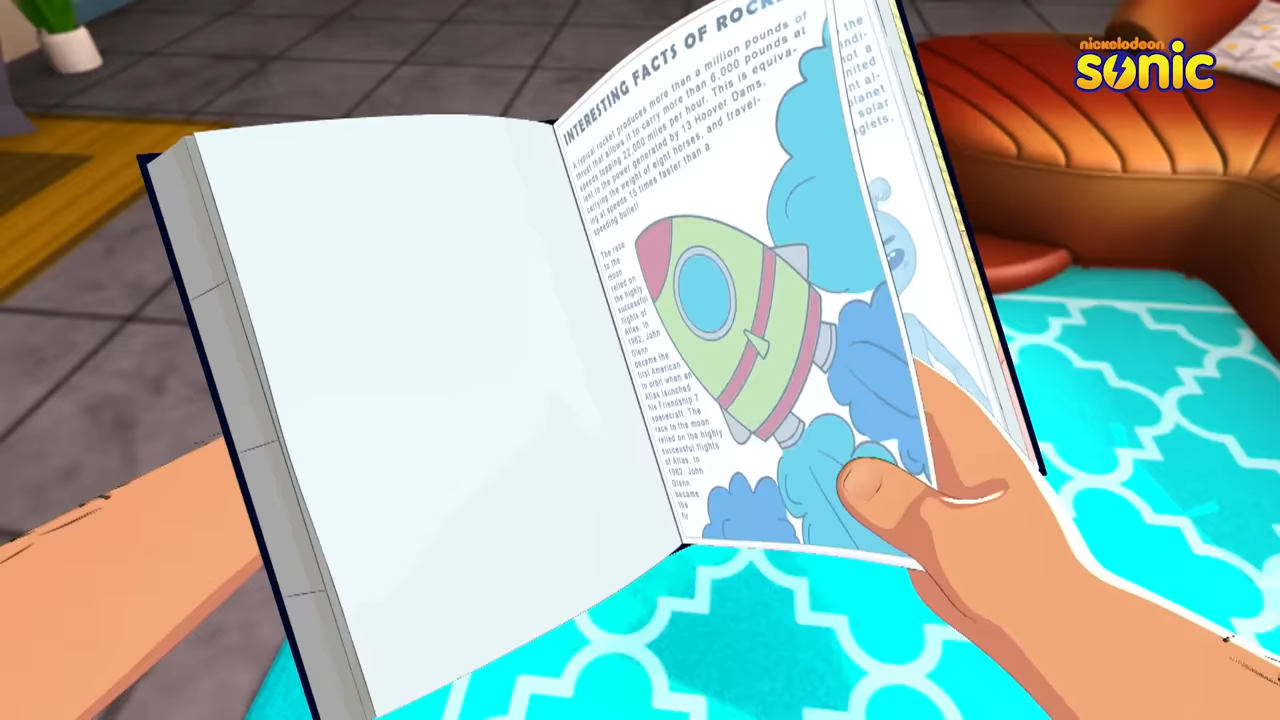 nickelodeon
sonic
INTERESTING FACTS OF ROCKE
A typical rocket produces more than a million pounds of
thrust that allows it to carry more than 6,000 pounds at
speeds topping 22,000 miles per hour. This is equiva-
lent to the power generated by 13 Hoover Dams,
carrying the weight of eight horses, and travel-
ing at speeds 15 times faster than a
speeding bullet!
The race
to the
moon
relied on
the highly
successful
flights of
Atlas. In
1962, John
Glenn
became the
first American
to orbit when an
Atlas launched
his Friendship 7
spacecraft. The
race to the moon
relied on the highly
successful flights
of Atlas. In
1962, John
Glenn
became
the
fir
the
indi-
not a
nited
nt al-
planet
solar